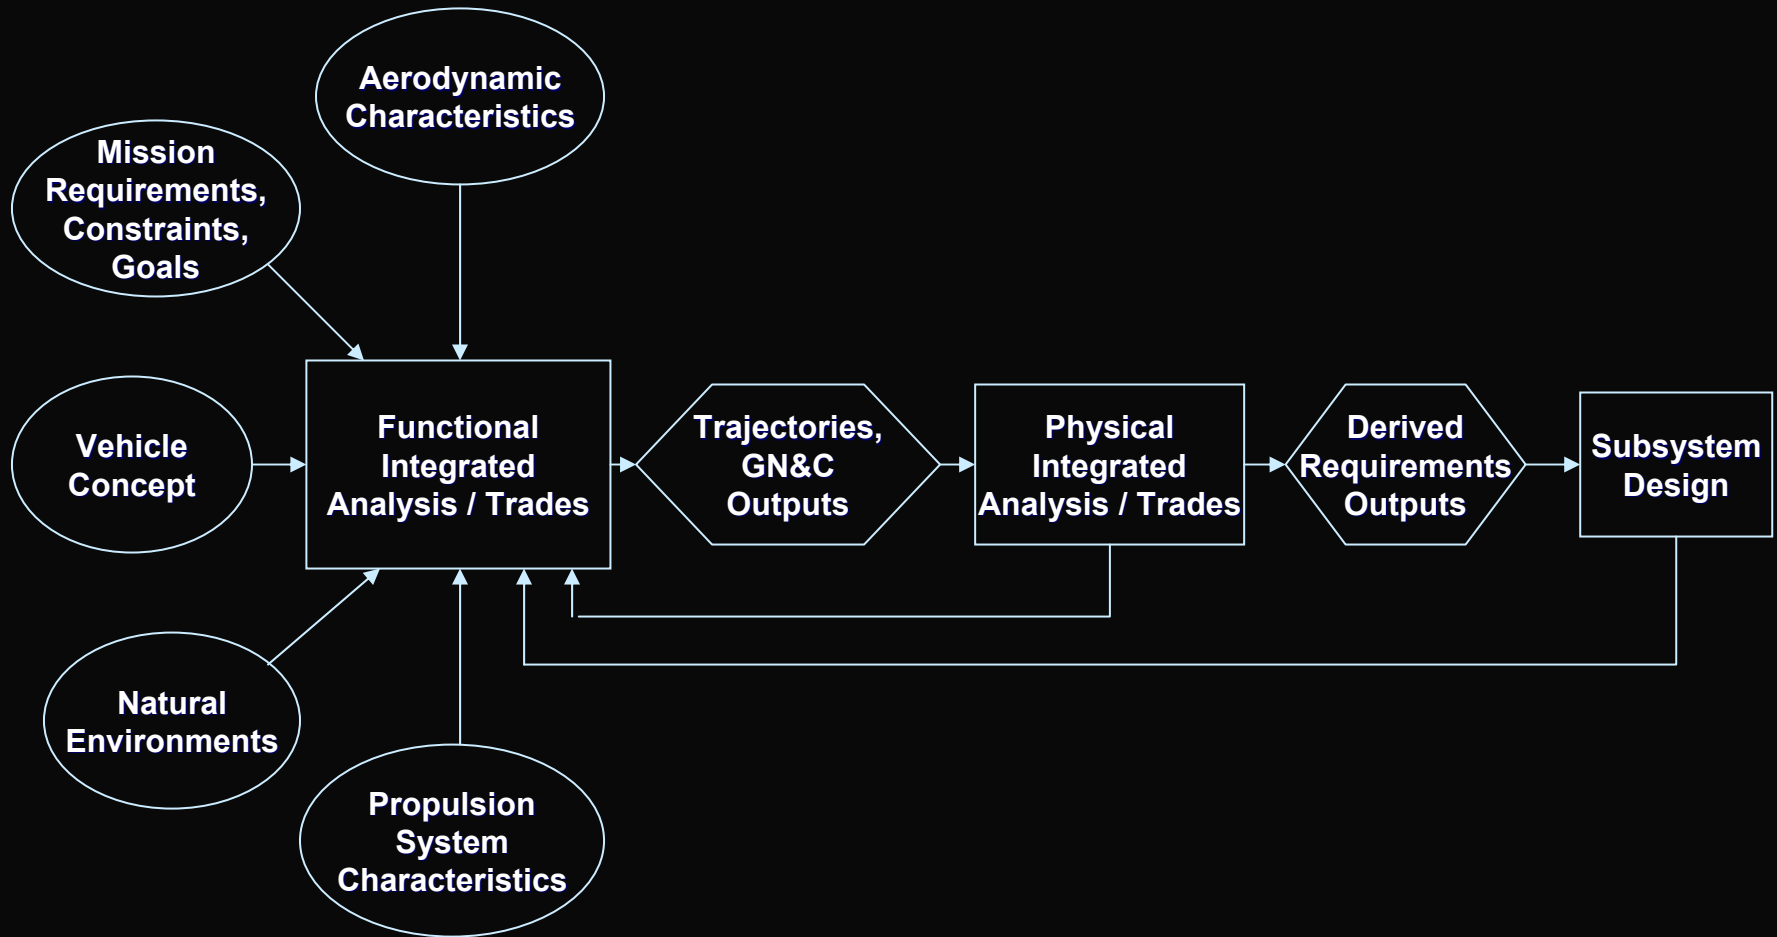 Aerodynamic
Characteristics
Mission
Requirements,
Constraints,
Goals
Vehicle
Concept
Functional
Integrated
Analysis / Trades
Trajectories,
GN&C
Outputs
Physical
Integrated
Analysis / Trades
Derived
Requirements
Outputs
Subsystem
Design
Natural
Environments
Propulsion
System
Characteristics